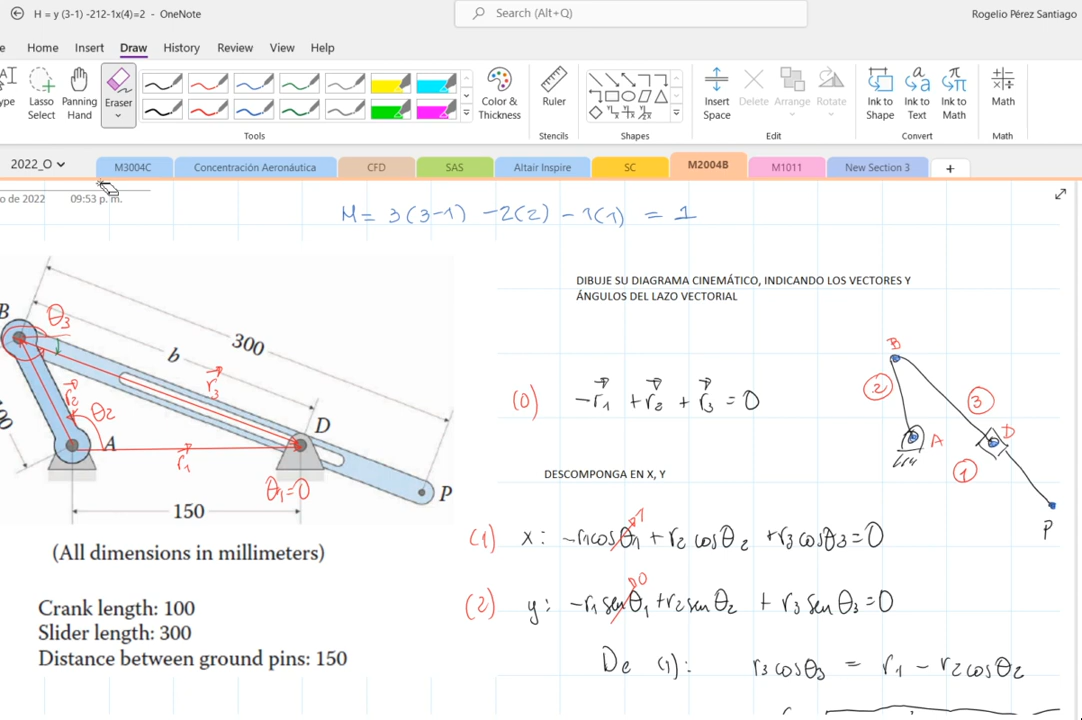 H = y (3-1) -212-1x(4)=2 - OneNote
Search (Alt+Q)
Rogelio Pérez Santiago
Home Insert Draw History Review View Help
Lasso Select
Panning Hand
Eraser
Color & Thickness
Ruler
Insert Space
Delete
Arrange
Rotate
Ink to Shape
Ink to Text
Ink to Math
Math
Tools
Stencils
Shapes
Edit
Convert
Math
2022_O
M3004C
Concentración Aeronáutica
CFD
SAS
Altair Inspire
SC
M2004B
M1011
New Section 3
+
o de 2022 09:53 p. m.
M = 3(3-1) -2(2) -1(1) = 1
DIBUJE SU DIAGRAMA CINEMÁTICO, INDICANDO LOS VECTORES Y
ÁNGULOS DEL LAZO VECTORIAL
B
θ3
300
b
r3
r2
θ2
A
r1
D
θ1=0
P
150
(All dimensions in millimeters)
Crank length: 100
Slider length: 300
Distance between ground pins: 150
(0) -r1 + r2 + r3 = 0
B
2
3
A
D
1
P
DESCOMPONGA EN X, Y
(1) x: -r1cosθ1 + r2 cosθ2 + r3 cosθ3 = 0
1
(2) y: -r1 senθ1 + r2 senθ2 + r3 senθ3 = 0
0
De (1): r3 cosθ3 = r1 - r2 cosθ2